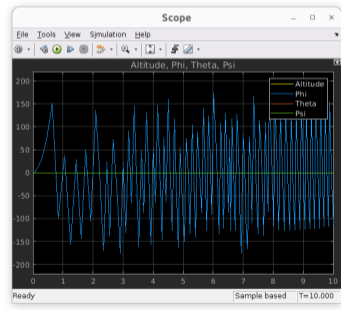 Scope
File Tools View Simulation Help
Altitude, Phi, Theta, Psi
Altitude
Phi
Theta
Psi
200
150
100
50
0
-50
-100
-150
-200
0 1 2 3 4 5 6 7 8 9 10
Ready Sample based T=10.000